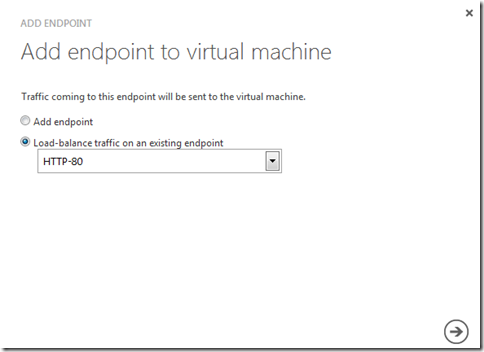 ADD ENDPOINT
Add endpoint to virtual machine
Traffic coming to this endpoint will be sent to the virtual machine.
Add endpoint
Load-balance traffic on an existing endpoint
HTTP-80